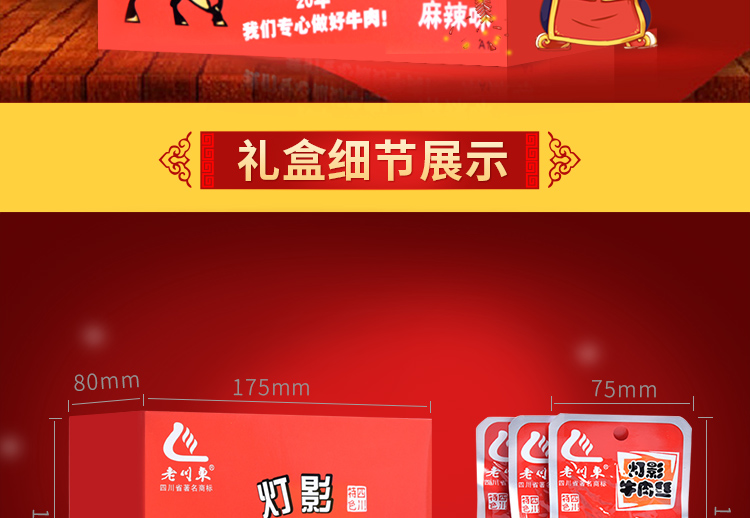 20年
我们专心做好牛肉!
麻辣味
礼盒细节展示
80mm
175mm
75mm
老川東®
四川省著名商标
灯影
四川特色
老川東
四川省著名商标
灯影
牛肉丝